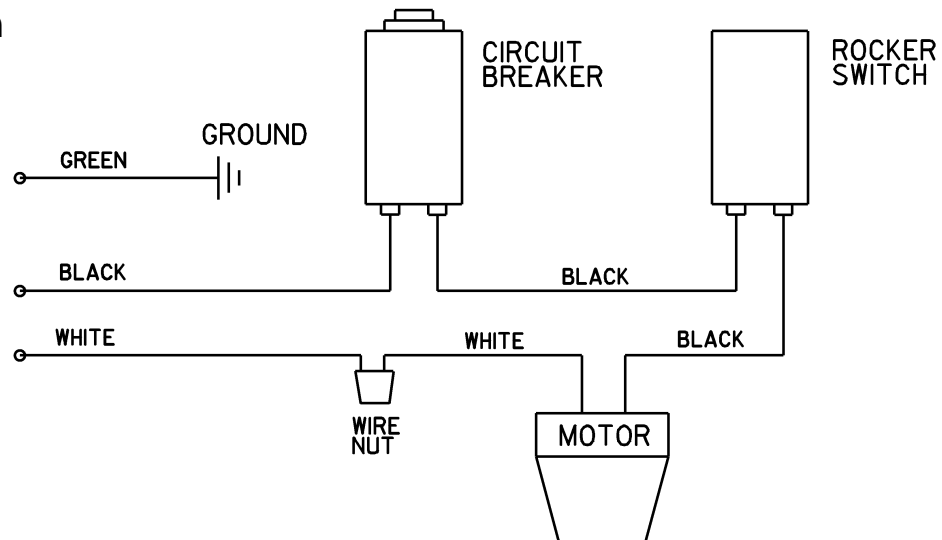 CIRCUIT
BREAKER
ROCKER
SWITCH
GROUND
GREEN
BLACK
BLACK
WHITE
WHITE
BLACK
WIRE
NUT
MOTOR